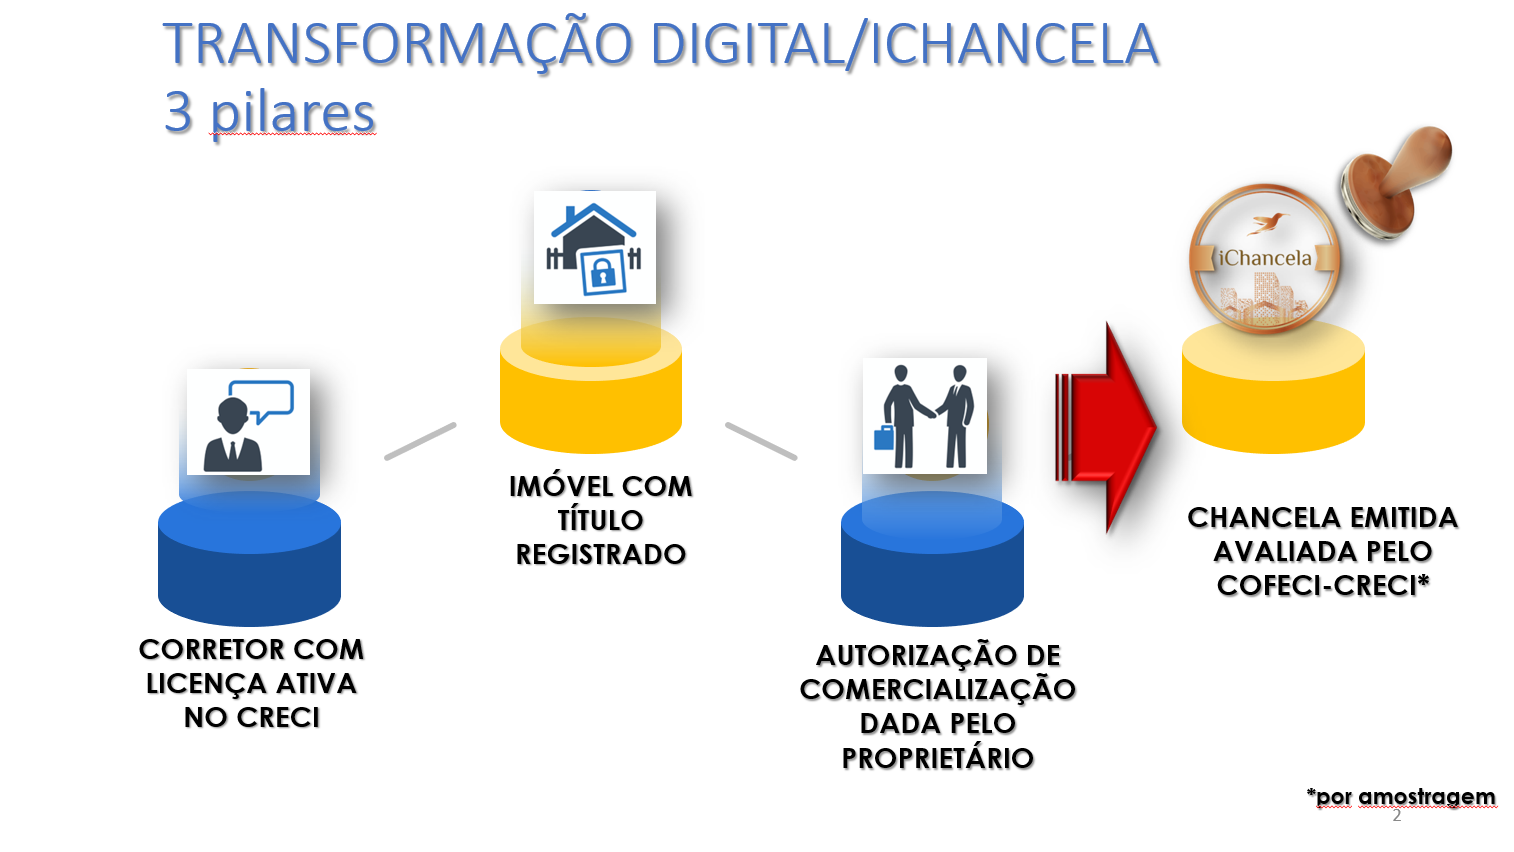 TRANSFORMAÇÃO DIGITAL/ICHANCELA
3 pilares
iChancela
CORRETOR COM
LICENÇA ATIVA
NO CRECI
IMÓVEL COM
TÍTULO
REGISTRADO
AUTORIZAÇÃO DE
COMERCIALIZAÇÃO
DADA PELO
PROPRIETÁRIO
CHANCELA EMITIDA
AVALIADA PELO
COFECI-CRECI*
*por amostragem
2